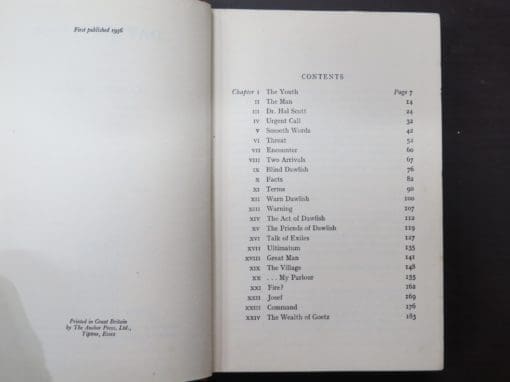 First published 1956
Printed in Great Britain
by The Anchor Press, Ltd.,
Tiptree, Essex
CONTENTS
Chapter I The Youth Page 7
II The Man 14
III Dr. Hal Scott 24
IV Urgent Call 32
V Smooth Words 42
VI Threat 51
VII Encounter 60
VIII Two Arrivals 67
IX Blind Dawlish 76
X Facts 82
XI Terms 90
XII Warn Dawlish 100
XIII Warning 107
XIV The Act of Dawlish 112
XV The Friends of Dawlish 119
XVI Talk of Exiles 127
XVII Ultimatum 135
XVIII Great Man 141
XIX The Village 148
XX . . . My Parlour 155
XXI Fire? 162
XXII Josef 169
XXIII Command 176
XXIV The Wealth of Goetz 183